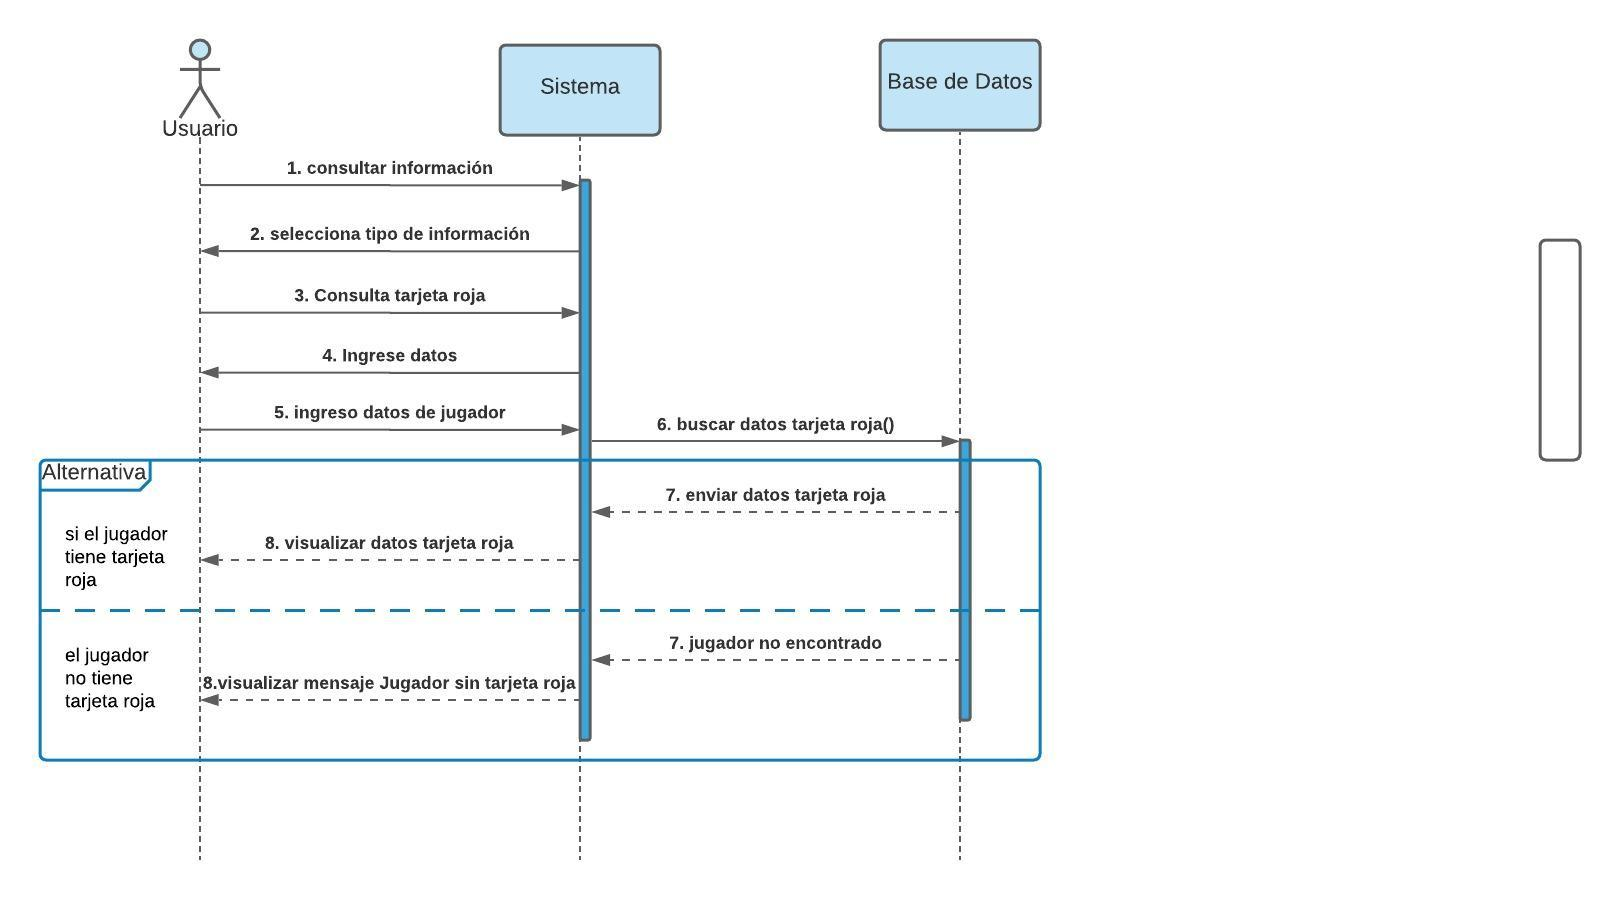 Usuario
Sistema
Base de Datos
1. consultar información
2. selecciona tipo de información
3. Consulta tarjeta roja
4. Ingrese datos
5. ingreso datos de jugador
6. buscar datos tarjeta roja()
Alternativa
7. enviar datos tarjeta roja
si el jugador
tiene tarjeta
roja
8. visualizar datos tarjeta roja
7. jugador no encontrado
el jugador
no tiene
tarjeta roja
8.visualizar mensaje Jugador sin tarjeta roja